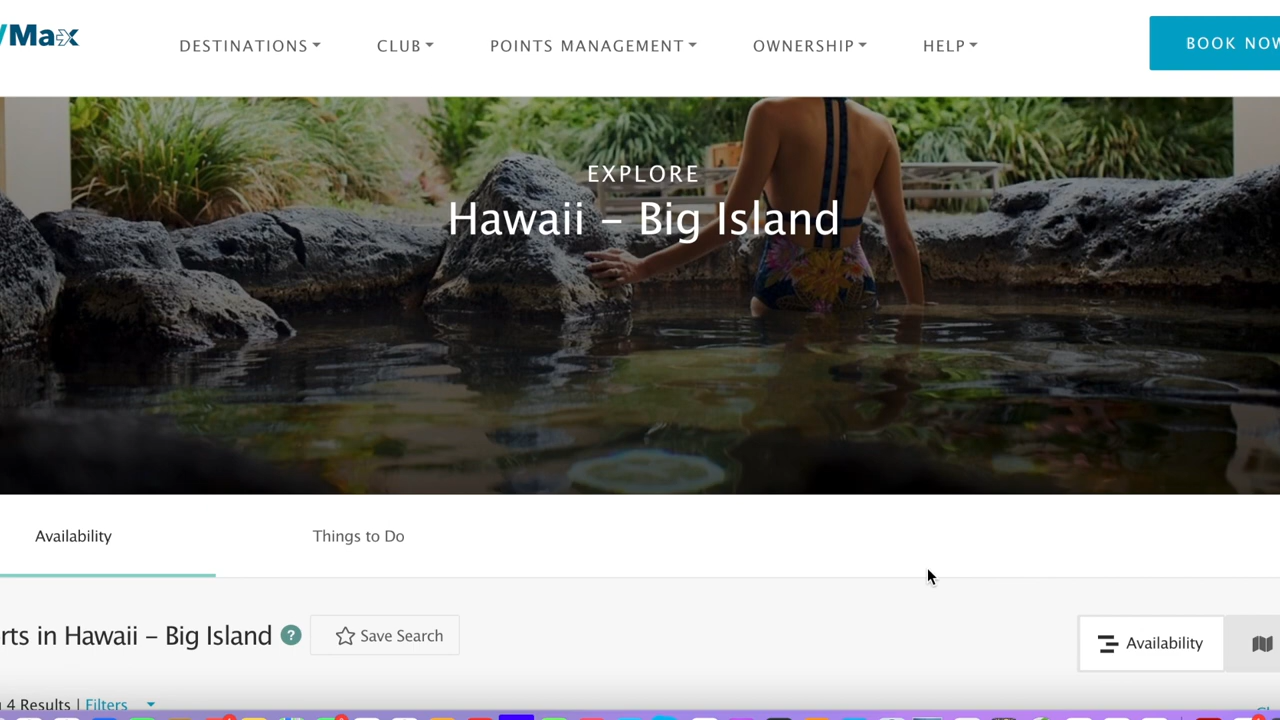 Max
DESTINATIONS
CLUB
POINTS MANAGEMENT
OWNERSHIP
HELP
BOOK NOW
EXPLORE
Hawaii – Big Island
Availability
Things to Do
rts in Hawaii – Big Island ?
Save Search
Availability
4 Results | Filters